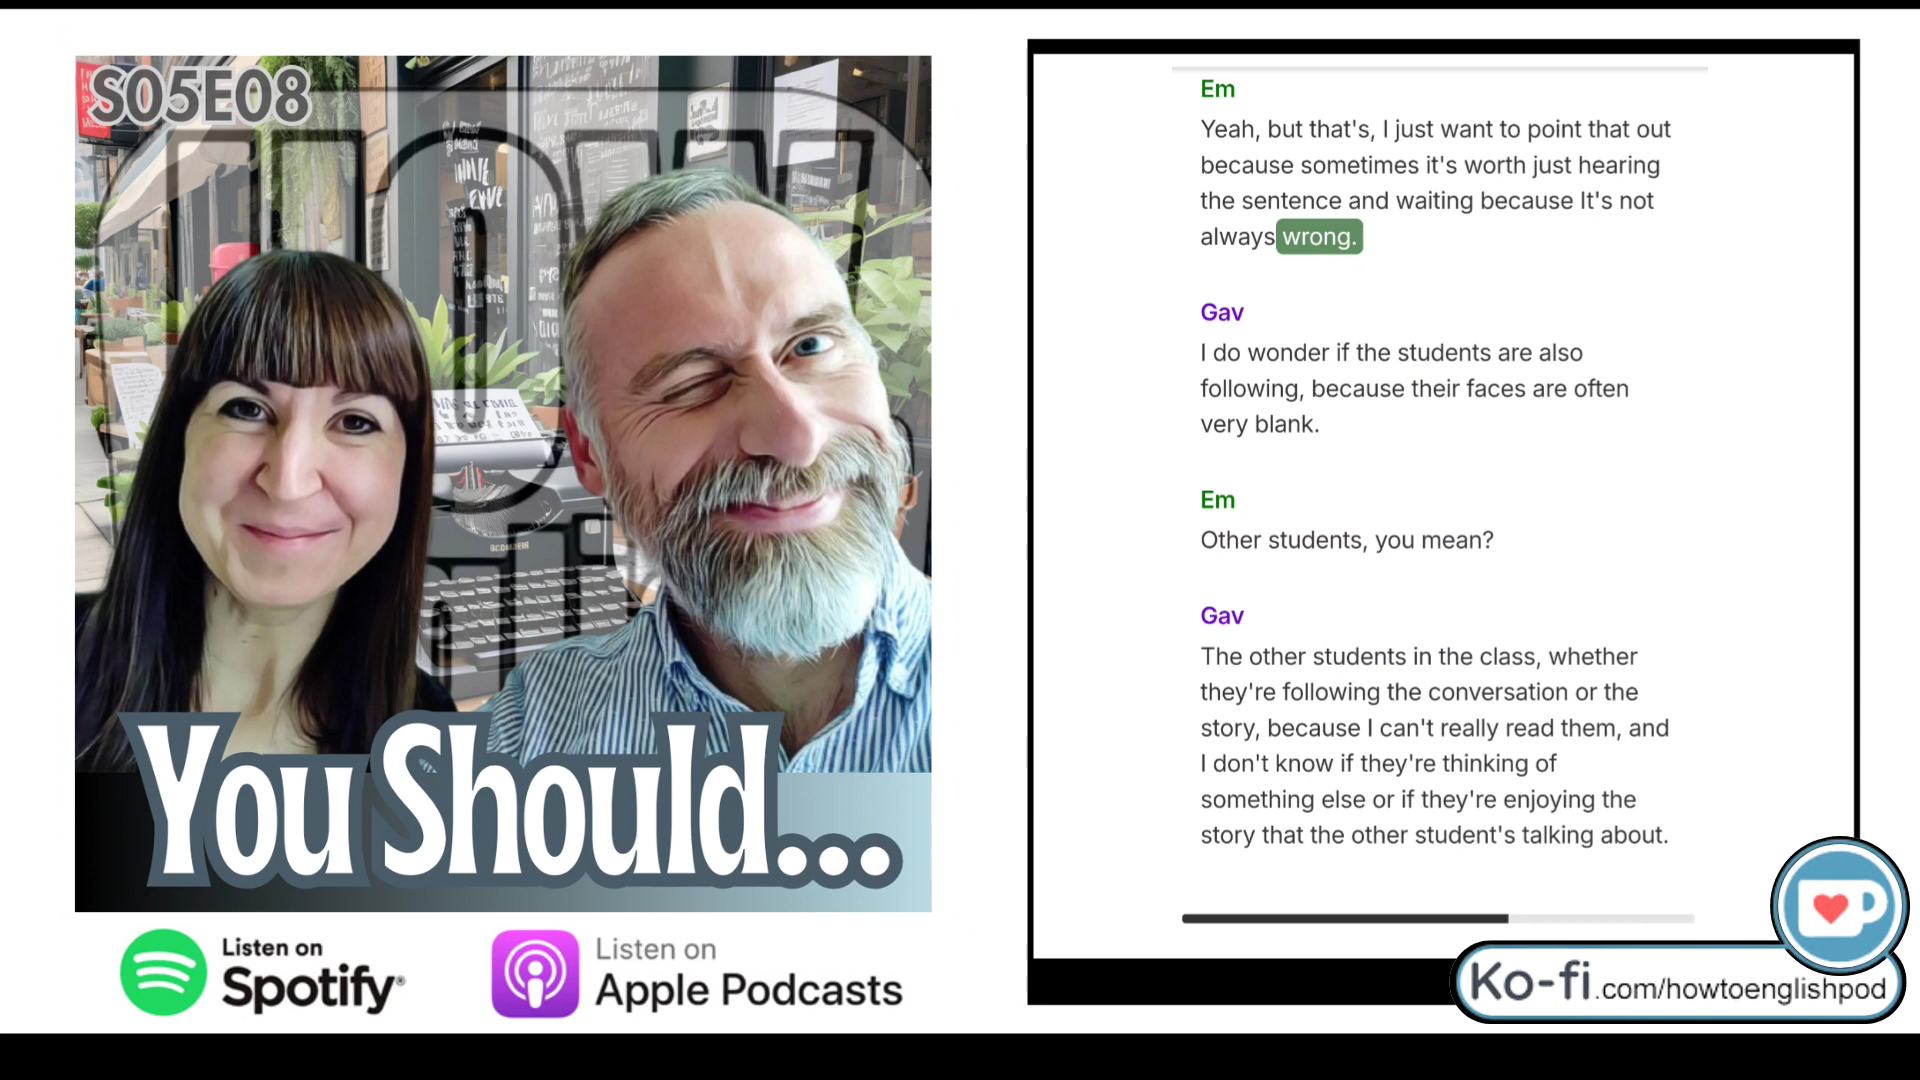 S05E08
You Should...
Listen on
Spotify®
Listen on
Apple Podcasts
Em
Yeah, but that's, I just want to point that out
because sometimes it's worth just hearing
the sentence and waiting because It's not
always wrong.
Gav
I do wonder if the students are also
following, because their faces are often
very blank.
Em
Other students, you mean?
Gav
The other students in the class, whether
they're following the conversation or the
story, because I can't really read them, and
I don't know if they're thinking of
something else or if they're enjoying the
story that the other student's talking about.
Ko-fi.com/howtoenglishpod